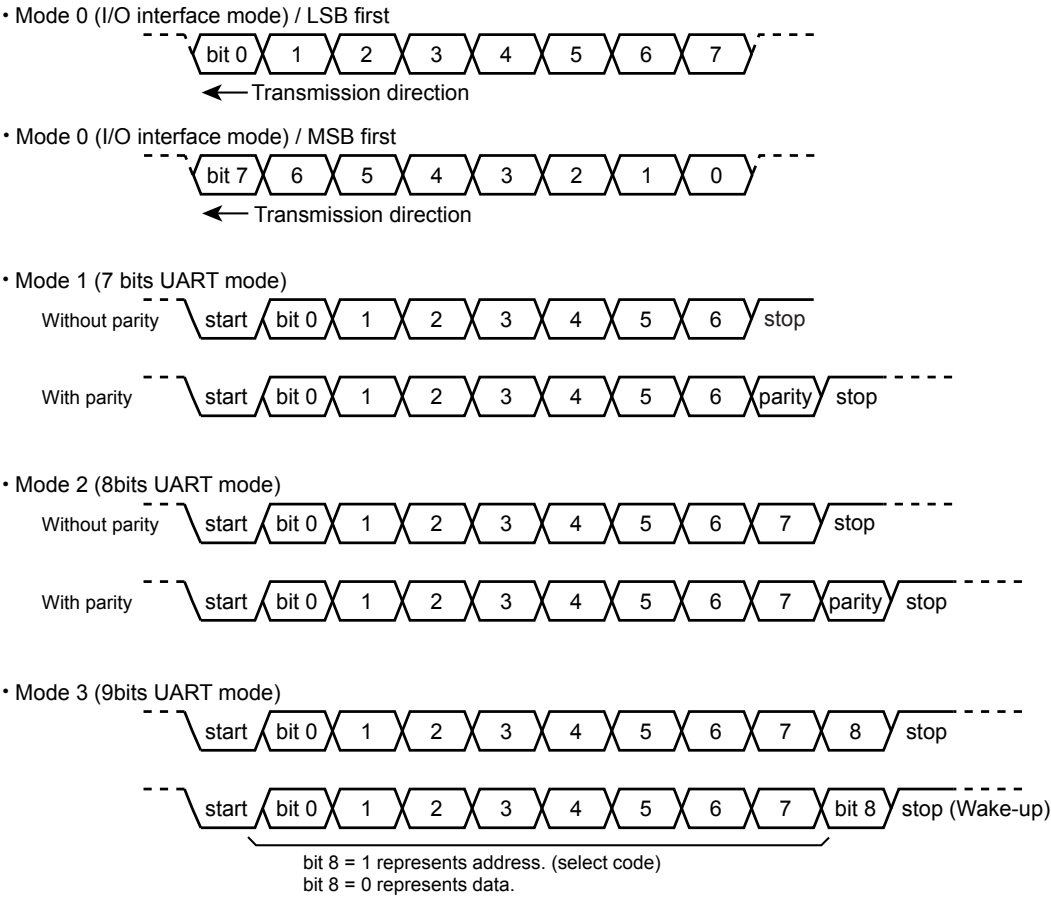 ・Mode 0 (I/O interface mode) / LSB first
bit 0 1 2 3 4 5 6 7
Transmission direction
・Mode 0 (I/O interface mode) / MSB first
bit 7 6 5 4 3 2 1 0
Transmission direction
・Mode 1 (7 bits UART mode)
Without parity start bit 0 1 2 3 4 5 6 stop
With parity start bit 0 1 2 3 4 5 6 parity stop
・Mode 2 (8bits UART mode)
Without parity start bit 0 1 2 3 4 5 6 7 stop
With parity start bit 0 1 2 3 4 5 6 7 parity stop
・Mode 3 (9bits UART mode)
start bit 0 1 2 3 4 5 6 7 8 stop
start bit 0 1 2 3 4 5 6 7 bit 8 stop (Wake-up)
bit 8 = 1 represents address. (select code)
bit 8 = 0 represents data.